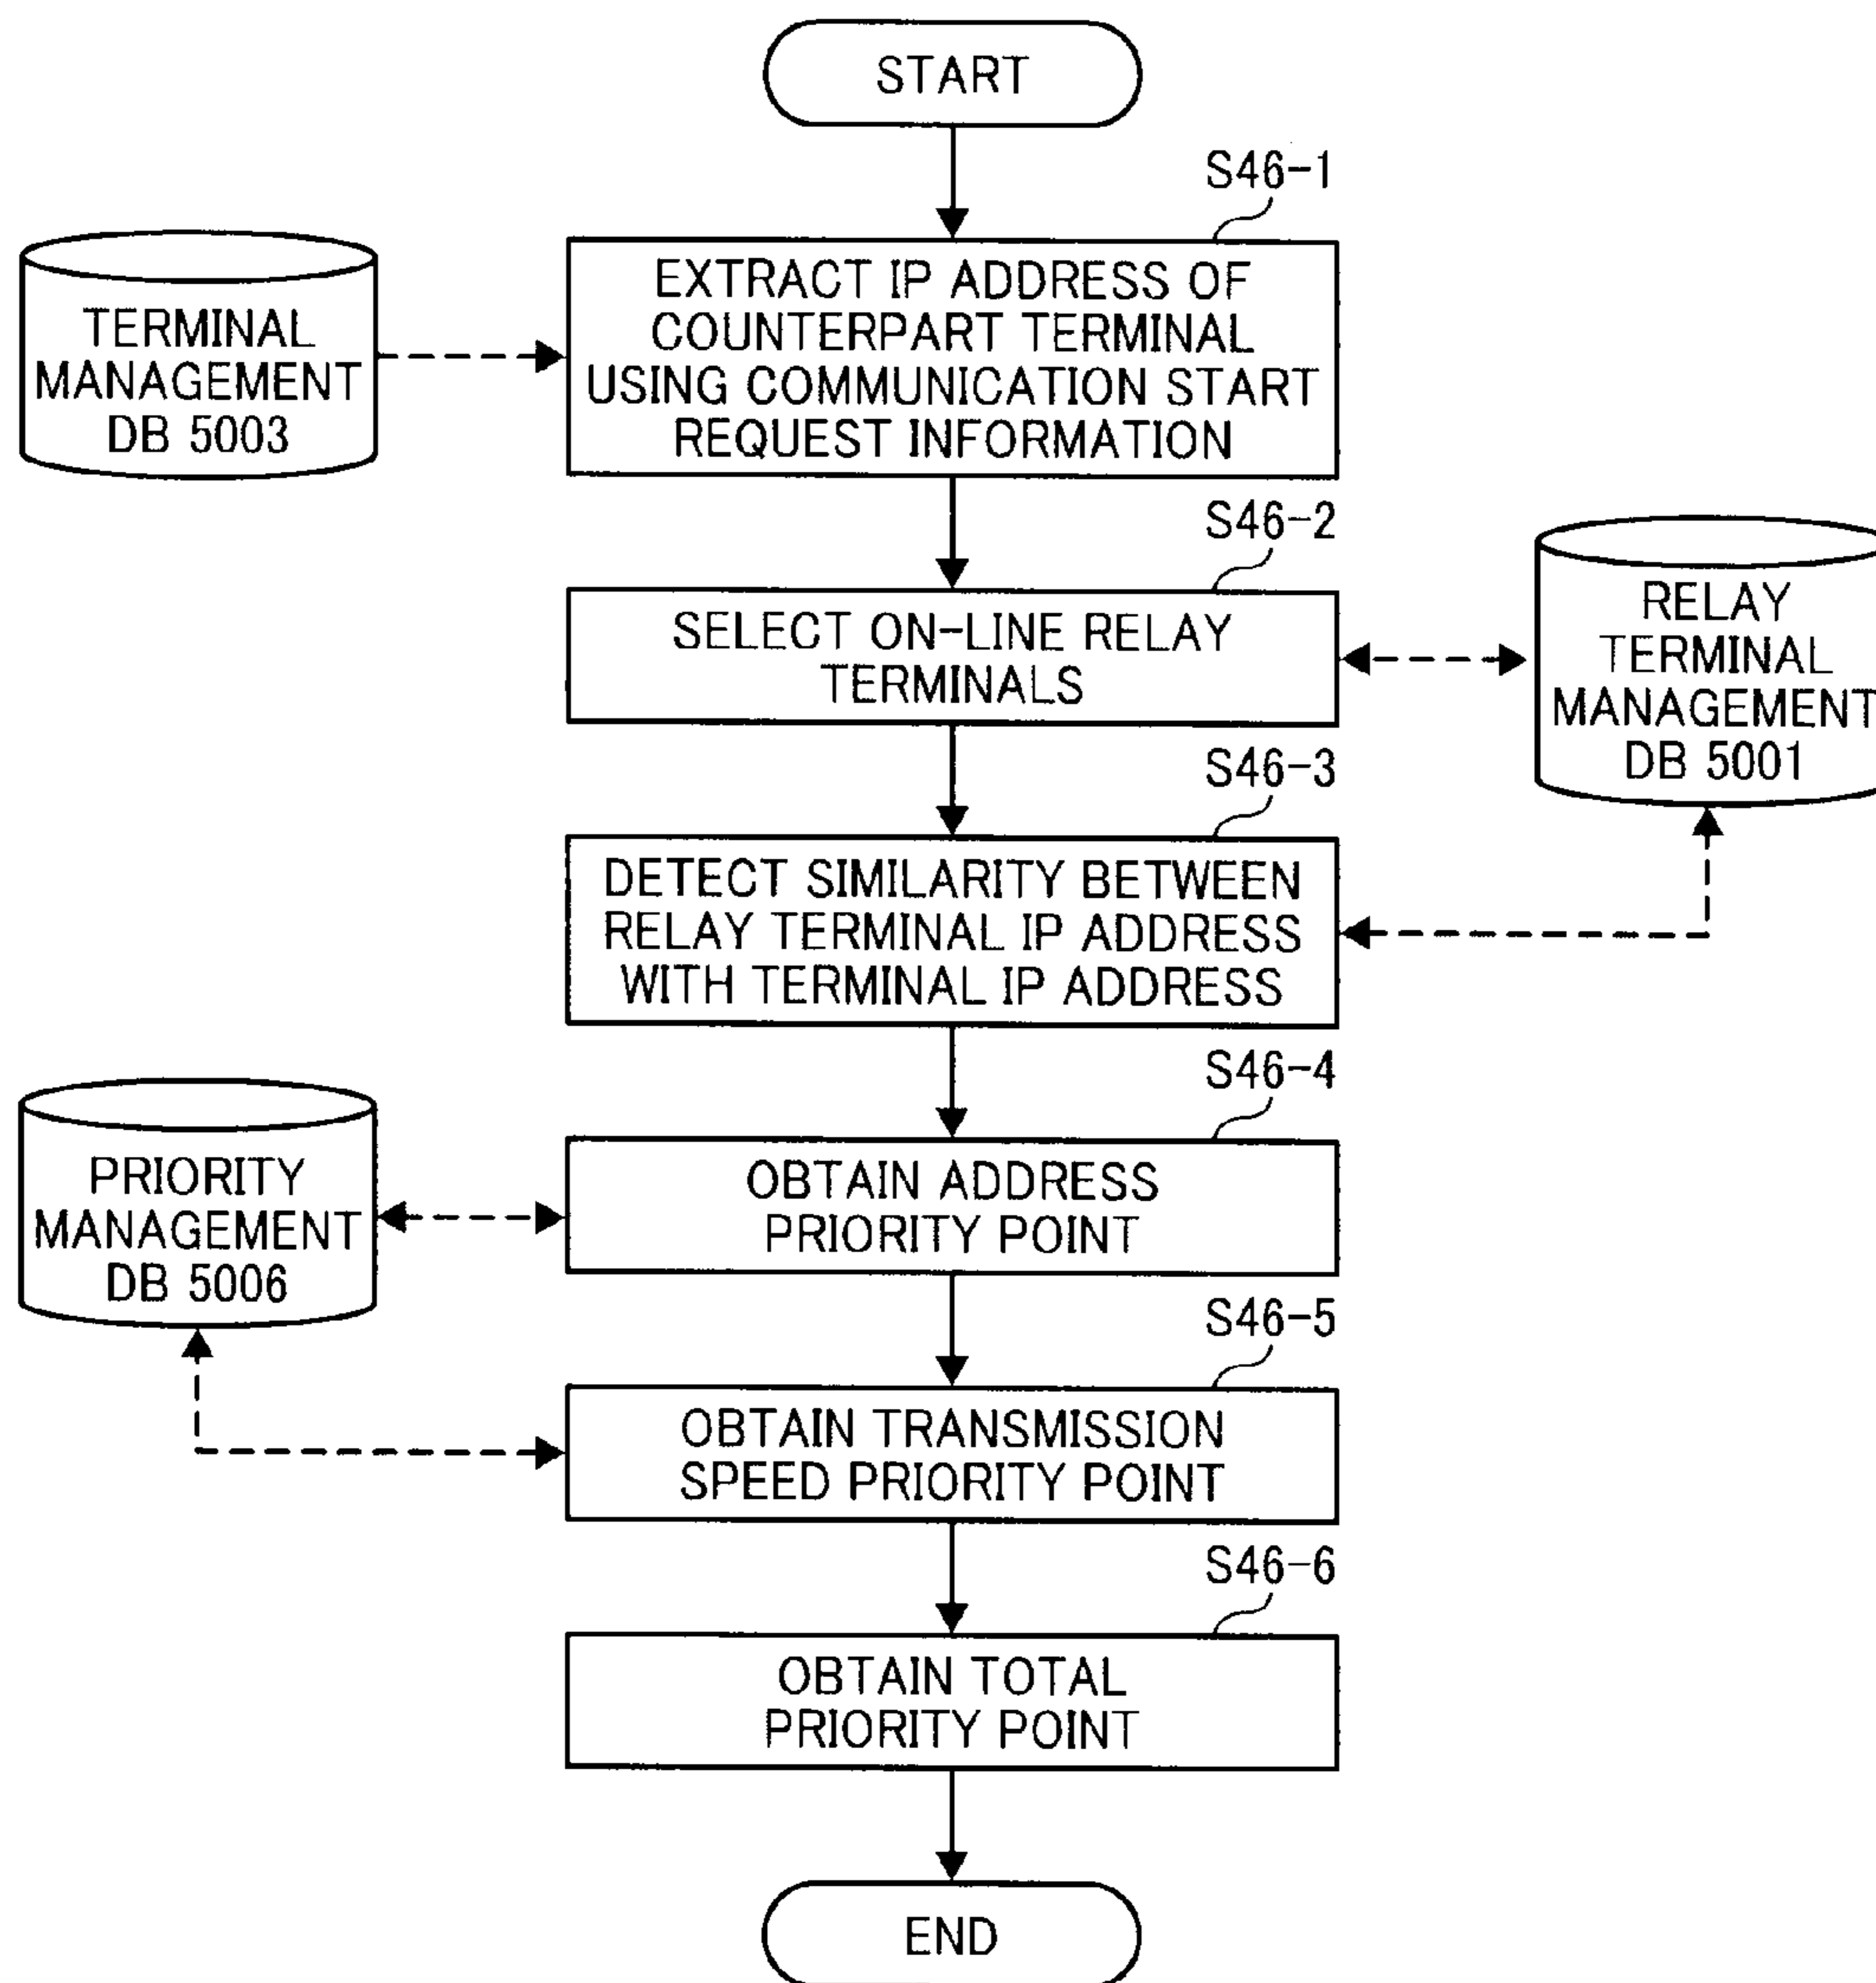 START
S46-1
TERMINAL
MANAGEMENT
DB 5003
EXTRACT IP ADDRESS OF
COUNTERPART TERMINAL
USING COMMUNICATION START
REQUEST INFORMATION
S46-2
SELECT ON-LINE RELAY
TERMINALS
RELAY
TERMINAL
MANAGEMENT
DB 5001
S46-3
DETECT SIMILARITY BETWEEN
RELAY TERMINAL IP ADDRESS
WITH TERMINAL IP ADDRESS
S46-4
PRIORITY
MANAGEMENT
DB 5006
OBTAIN ADDRESS
PRIORITY POINT
S46-5
OBTAIN TRANSMISSION
SPEED PRIORITY POINT
S46-6
OBTAIN TOTAL
PRIORITY POINT
END